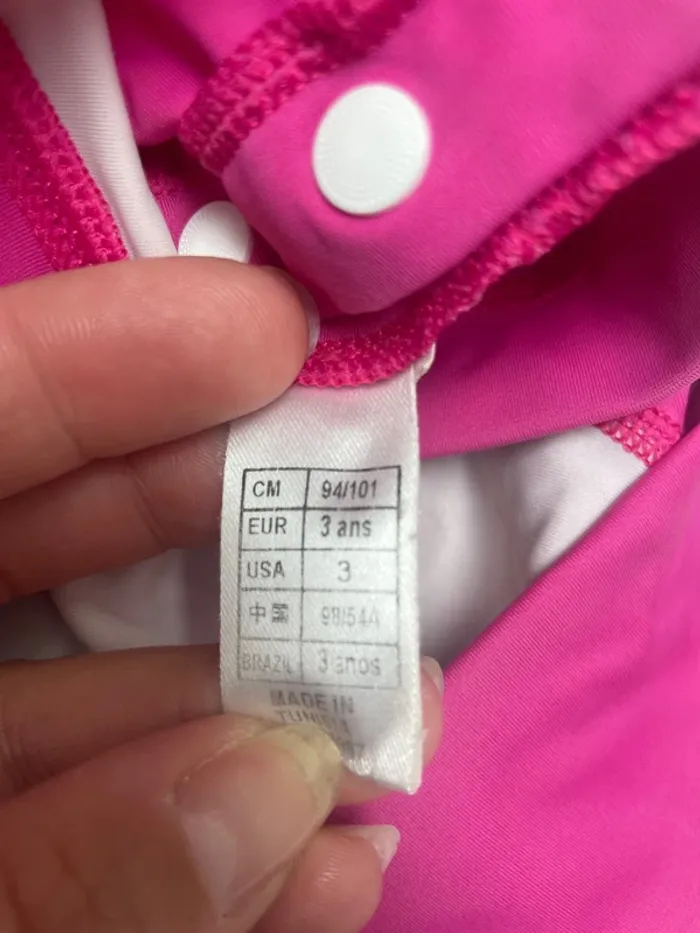 CM 94/101
EUR 3 ans
USA 3
中国 98/54A
BRAZIL 3 anos
MADE IN
TUNISIA